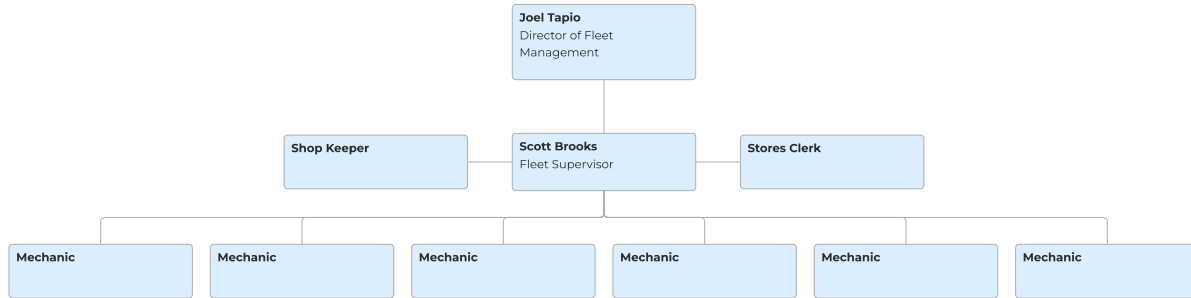 Joel Tapio
Director of Fleet
Management
Shop Keeper
Scott Brooks
Fleet Supervisor
Stores Clerk
Mechanic
Mechanic
Mechanic
Mechanic
Mechanic
Mechanic